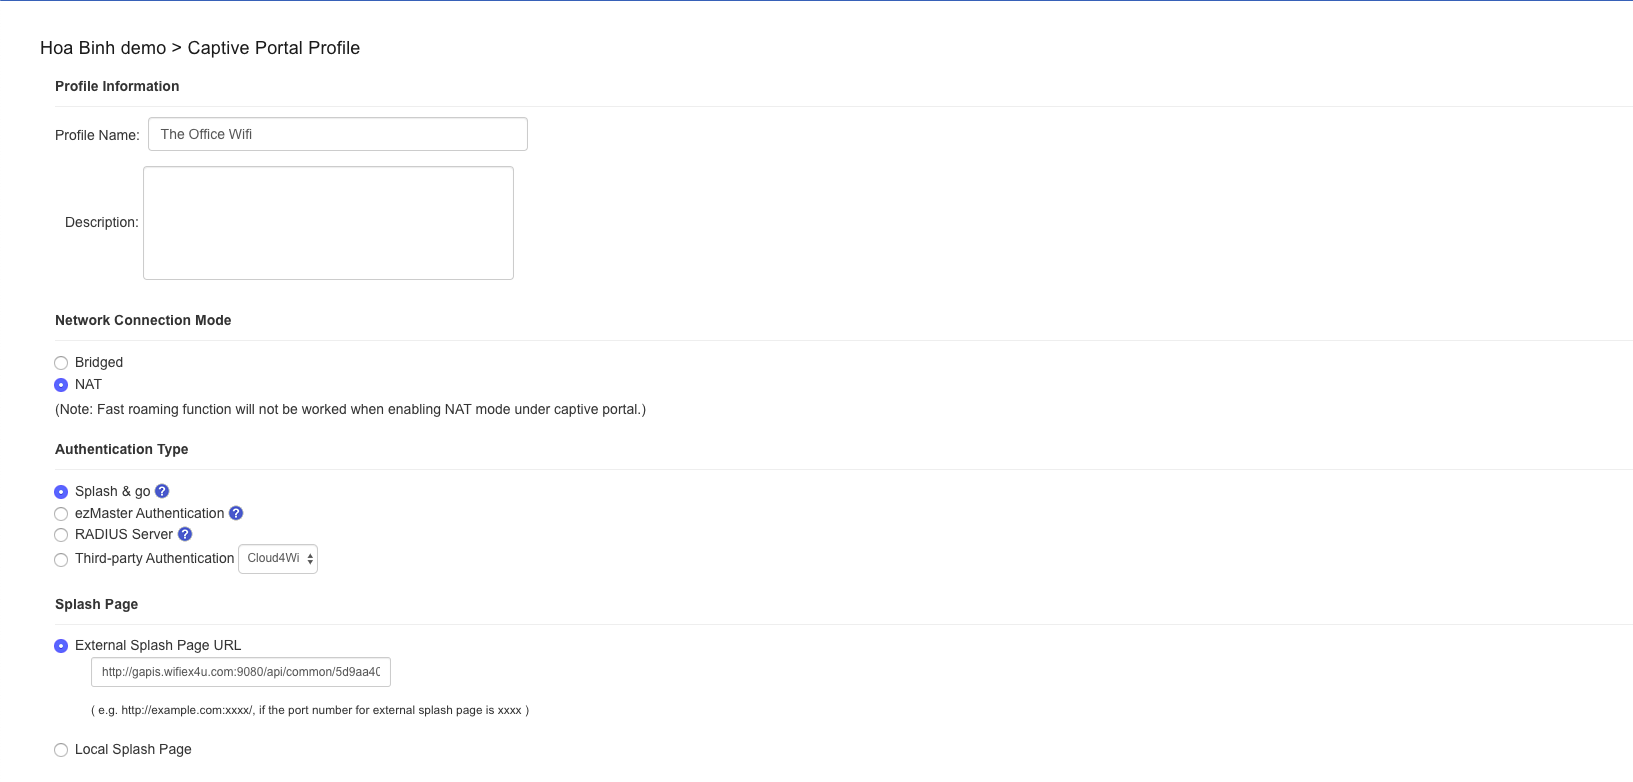 Hoa Binh demo > Captive Portal Profile
Profile Information
Profile Name: The Office Wifi
Description:
Network Connection Mode
Bridged
NAT
(Note: Fast roaming function will not be worked when enabling NAT mode under captive portal.)
Authentication Type
Splash & go ?
ezMaster Authentication ?
RADIUS Server ?
Third-party Authentication Cloud4Wi
Splash Page
External Splash Page URL
http://gapis.wifiex4u.com:9080/api/common/5d9aa40
( e.g. http://example.com:xxxx/, if the port number for external splash page is xxxx )
Local Splash Page